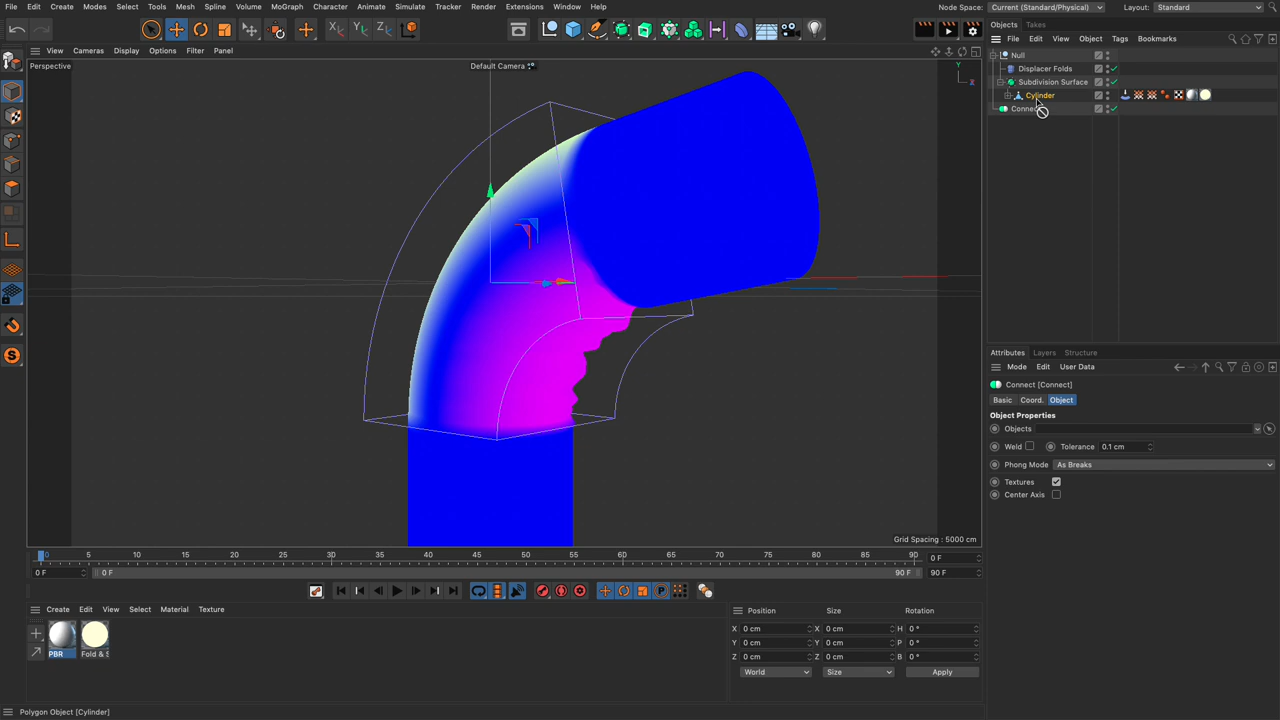 File Edit Create Modes Select Tools Mesh Spline Volume MoGraph Character Animate Simulate Tracker Render Extensions Window Help
Node Space: Current (Standard/Physical) Layout: Standard
Objects Takes
File Edit View Object Tags Bookmarks
View Cameras Display Options Filter Panel
Perspective
Default Camera
Y
X
Null
Displacer Folds
Subdivision Surface
Cylinder
Connect
Attributes Layers Structure
Mode Edit User Data
Connect [Connect]
Basic Coord. Object
Object Properties
Objects
Weld Tolerance 0.1 cm
Phong Mode As Breaks
Textures
Center Axis
Grid Spacing : 5000 cm
0 5 10 15 20 25 30 35 40 45 50 55 60 65 70 75 80 85 90 0 F
0 F 0 F 90 F 90 F
Create Edit View Select Material Texture
PBR
Fold & S
Position Size Rotation
X 0 cm X 0 cm H 0 °
Y 0 cm Y 0 cm P 0 °
Z 0 cm Z 0 cm B 0 °
World Size Apply
Polygon Object [Cylinder]